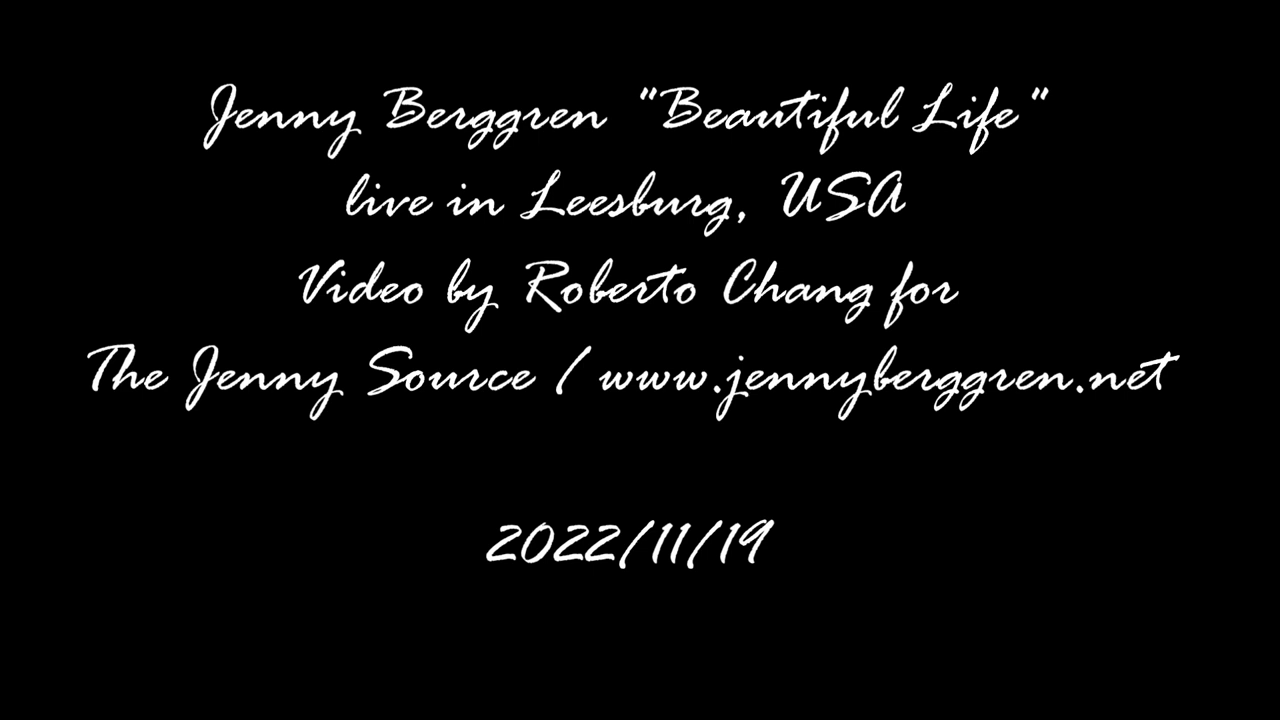 Jenny Berggren "Beautiful Life"
live in Leesburg, USA
Video by Roberto Chang for
The Jenny Source / www.jennyberggren.net
2022/11/19